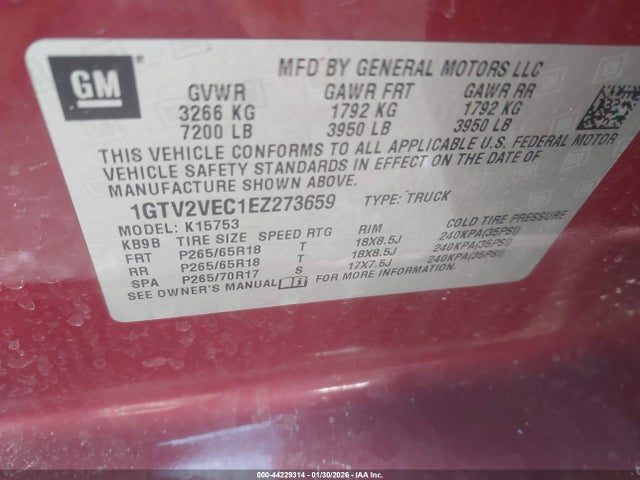 GM
MFD BY GENERAL MOTORS LLC
GVWR GAWR FRT GAWR RR
3266 KG 1792 KG 1792 KG
7200 LB 3950 LB 3950 LB
THIS VEHICLE CONFORMS TO ALL APPLICABLE U.S. FEDERAL MOTOR
VEHICLE SAFETY STANDARDS IN EFFECT ON THE DATE OF
MANUFACTURE SHOWN ABOVE.
1GTV2VEC1EZ273659 TYPE: TRUCK
MODEL: K15753
KB9B TIRE SIZE SPEED RTG RIM COLD TIRE PRESSURE
FRT P265/65R18 T 18X8.5J 240KPA(35PSI)
RR P265/65R18 T 18X8.5J 240KPA(35PSI)
SPA P265/70R17 S 17X7.5J 240KPA(35PSI)
SEE OWNER'S MANUAL FOR MORE INFORMATION.
000-44229314 - 01/30/2026 - IAA Inc.